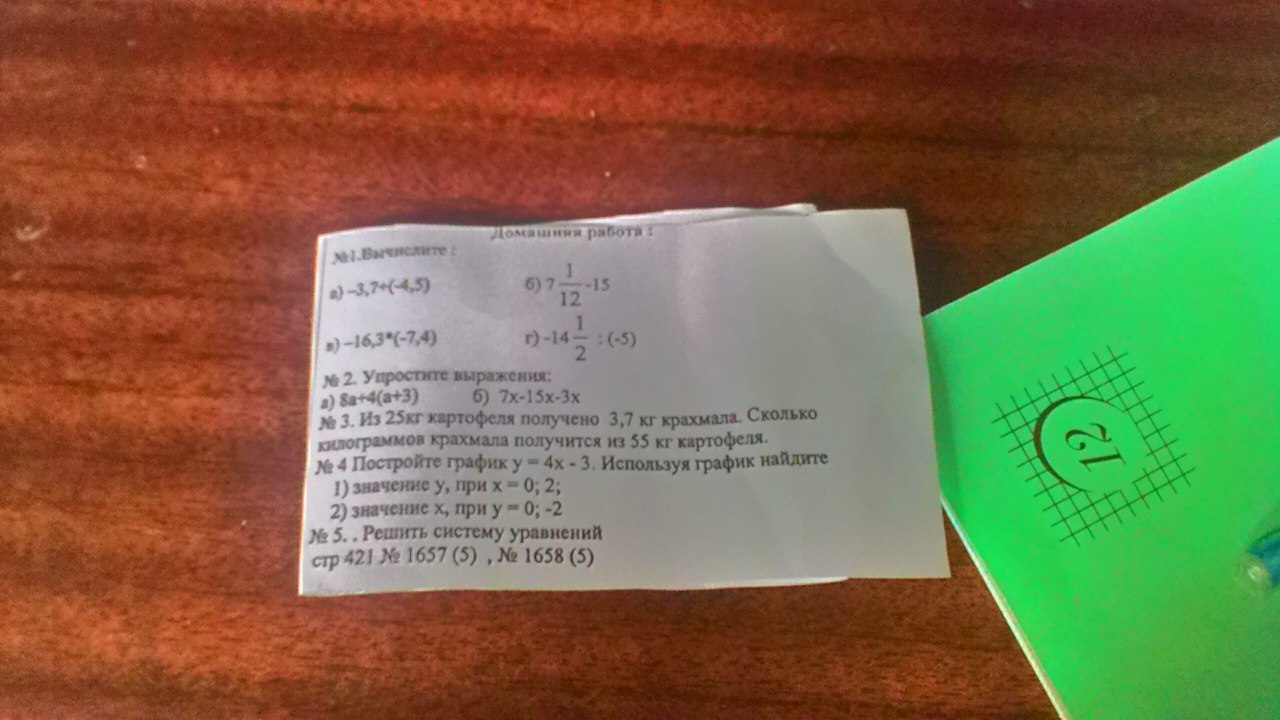 Домашняя работа :
№1.Вычислите :
а) –3,7+(-4,5) б) 7 1/12 -15
в) –16,3*(-7,4) г) -14 1/2 : (-5)
№ 2. Упростите выражения:
а) 8а+4(а+3) б) 7х-15х-3х
№ 3. Из 25кг картофеля получено 3,7 кг крахмала. Сколько
килограммов крахмала получится из 55 кг картофеля.
№ 4 Постройте график у = 4х - 3. Используя график найдите
1) значение у, при х = 0; 2;
2) значение х, при у = 0; -2
№ 5. . Решить систему уравнений
стр 421 № 1657 (5) , № 1658 (5)
12